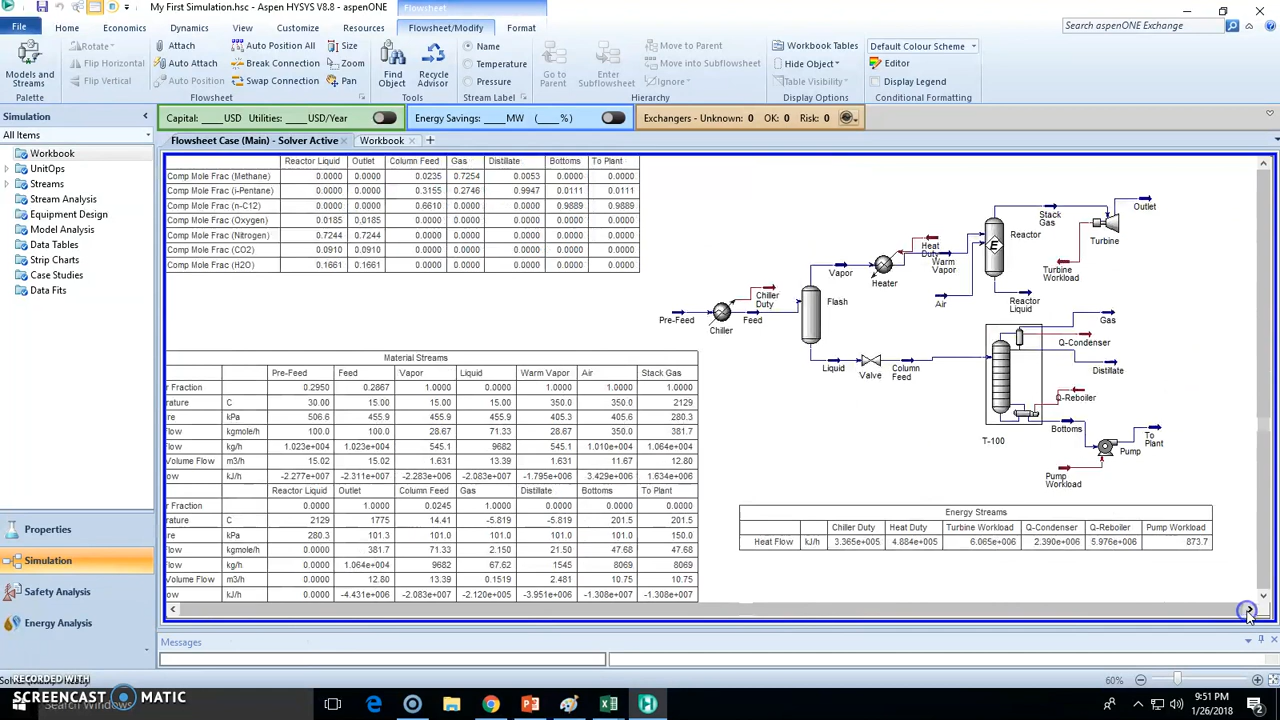 My First Simulation.hsc - Aspen HYSYS V8.8 - aspenONE
Flowsheet
File Home Economics Dynamics View Customize Resources Flowsheet/Modify Format
Search aspenONE Exchange
Models and Streams
Palette
Rotate
Flip Horizontal
Flip Vertical
Attach
Auto Attach
Auto Position
Auto Position All
Break Connection
Swap Connection
Size
Zoom
Pan
Flowsheet
Find Object
Recycle Advisor
Tools
Name
Temperature
Pressure
Stream Label
Go to Parent
Enter Subflowsheet
Move to Parent
Move into Subflowsheet
Ignore
Hierarchy
Workbook Tables
Hide Object
Table Visibility
Display Options
Default Colour Scheme
Editor
Display Legend
Conditional Formatting
Simulation
All Items
Workbook
UnitOps
Streams
Stream Analysis
Equipment Design
Model Analysis
Data Tables
Strip Charts
Case Studies
Data Fits
Properties
Simulation
Safety Analysis
Energy Analysis
Capital: ____ USD Utilities: ____ USD/Year
Energy Savings: ____ MW (____ %)
Exchangers - Unknown: 0 OK: 0 Risk: 0
Flowsheet Case (Main) - Solver Active Workbook
Reactor Liquid Outlet Column Feed Gas Distillate Bottoms To Plant
Comp Mole Frac (Methane) 0.0000 0.0000 0.0235 0.7254 0.0053 0.0000 0.0000
Comp Mole Frac (i-Pentane) 0.0000 0.0000 0.3155 0.2746 0.9947 0.0111 0.0111
Comp Mole Frac (n-C12) 0.0000 0.0000 0.6610 0.0000 0.0000 0.9889 0.9889
Comp Mole Frac (Oxygen) 0.0185 0.0185 0.0000 0.0000 0.0000 0.0000 0.0000
Comp Mole Frac (Nitrogen) 0.7244 0.7244 0.0000 0.0000 0.0000 0.0000 0.0000
Comp Mole Frac (CO2) 0.0910 0.0910 0.0000 0.0000 0.0000 0.0000 0.0000
Comp Mole Frac (H2O) 0.1661 0.1661 0.0000 0.0000 0.0000 0.0000 0.0000
Material Streams
Pre-Feed Feed Vapor Liquid Warm Vapor Air Stack Gas
r Fraction 0.2950 0.2867 1.0000 0.0000 1.0000 1.0000 1.0000
rature C 30.00 15.00 15.00 15.00 350.0 350.0 2129
re kPa 506.6 455.9 455.9 455.9 405.3 405.6 280.3
flow kgmole/h 100.0 100.0 28.67 71.33 28.67 350.0 381.7
low kg/h 1.023e+004 1.023e+004 545.1 9682 545.1 1.010e+004 1.064e+004
Volume Flow m3/h 15.02 15.02 1.631 13.39 1.631 11.67 12.80
ow kJ/h -2.277e+007 -2.311e+007 -2.283e+006 -2.083e+007 -1.795e+006 3.429e+006 1.634e+006
Reactor Liquid Outlet Column Feed Gas Distillate Bottoms To Plant
r Fraction 0.0000 1.0000 0.0245 1.0000 0.0000 0.0000 0.0000
rature C 2129 1775 14.41 -5.819 -5.819 201.5 201.5
re kPa 280.3 101.3 101.0 101.0 101.0 101.0 150.0
flow kgmole/h 0.0000 381.7 71.33 2.150 21.50 47.68 47.68
low kg/h 0.0000 1.064e+004 9682 67.62 1545 8069 8069
Volume Flow m3/h 0.0000 12.80 13.39 0.1519 2.481 10.75 10.75
ow kJ/h 0.0000 -4.431e+006 -2.083e+007 -2.120e+005 -3.951e+006 -1.308e+007 -1.308e+007
Pre-Feed
Chiller
Chiller Duty
Feed
Vapor
Flash
Liquid
Valve
Column Feed
Heater
Heat Duty
Warm Vapor
Air
Reactor
Reactor Liquid
Stack Gas
Outlet
Turbine
Turbine Workload
Gas
Q-Condenser
Distillate
Q-Reboiler
Bottoms
T-100
To Plant
Pump
Pump Workload
Energy Streams
Chiller Duty Heat Duty Turbine Workload Q-Condenser Q-Reboiler Pump Workload
Heat Flow kJ/h 3.365e+005 4.884e+005 6.065e+006 2.390e+006 5.976e+006 873.7
Messages
60%
RECORDED WITH
SCREENCAST MATIC
9:51 PM
1/26/2018
2